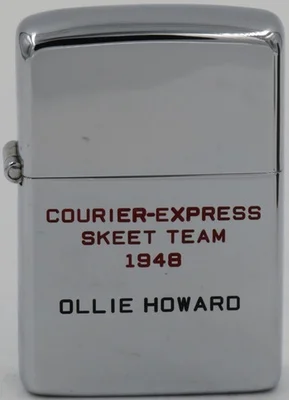 COURIER-EXPRESS
SKEET TEAM
1948
OLLIE HOWARD